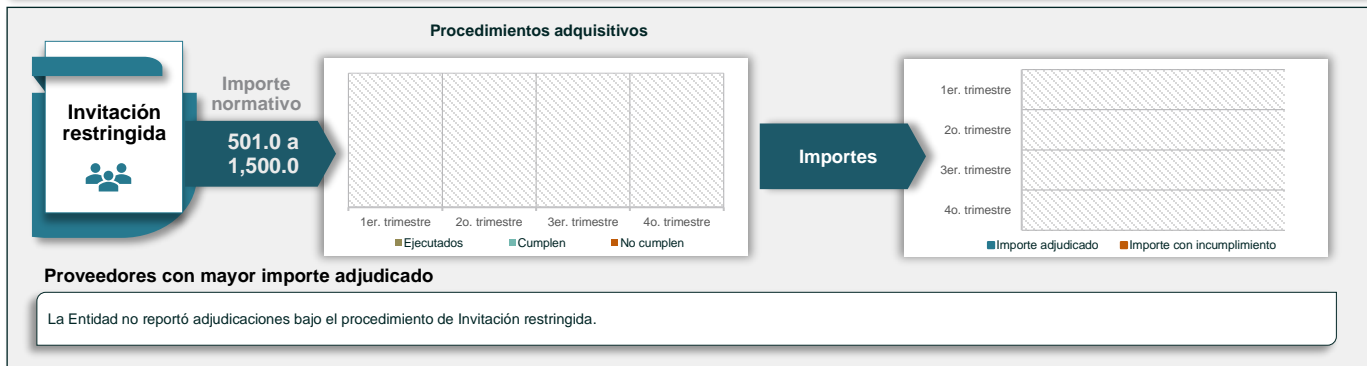 Procedimientos adquisitivos
Invitación
restringida
Importe
normativo
501.0 a
1,500.0
1er. trimestre 2o. trimestre 3er. trimestre 4o. trimestre
Ejecutados Cumplen No cumplen
Importes
1er. trimestre
2o. trimestre
3er. trimestre
4o. trimestre
Importe adjudicado Importe con incumplimiento
Proveedores con mayor importe adjudicado
La Entidad no reportó adjudicaciones bajo el procedimiento de Invitación restringida.